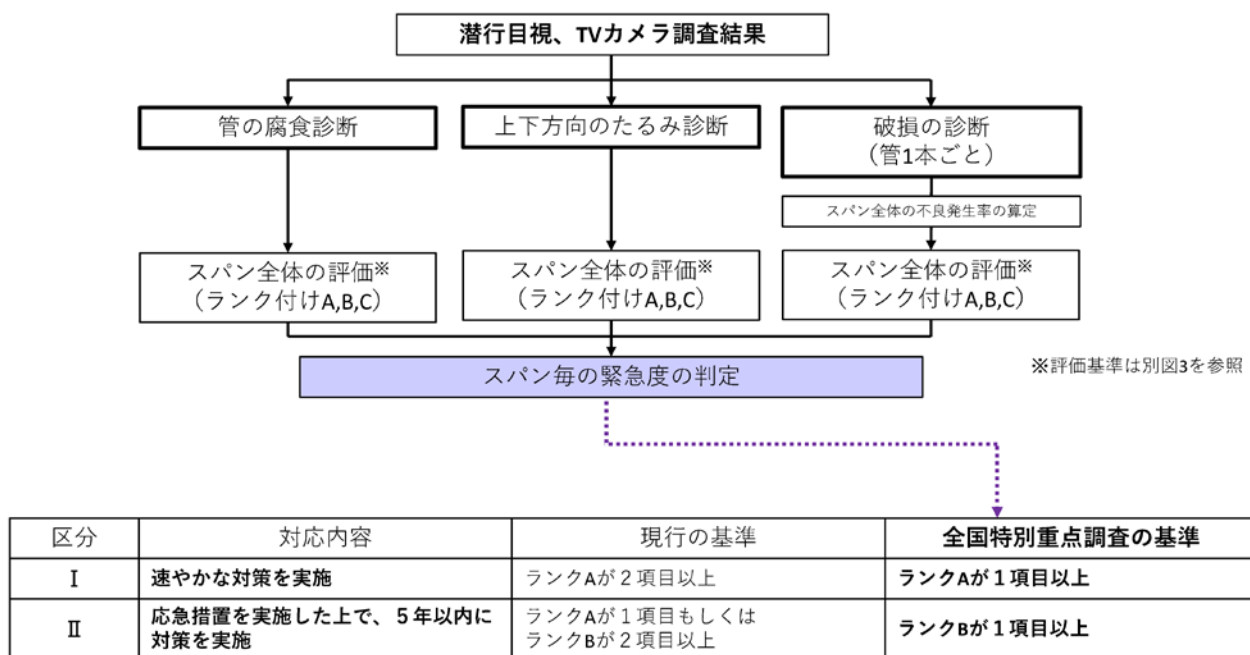 潜行目視、TVカメラ調査結果
管の腐食診断
上下方向のたるみ診断
破損の診断
（管1本ごと）
スパン全体の不良発生率の算定
スパン全体の評価※
（ランク付けA,B,C）
スパン全体の評価※
（ランク付けA,B,C）
スパン全体の評価※
（ランク付けA,B,C）
スパン毎の緊急度の判定
※評価基準は別図3を参照
区分 対応内容 現行の基準 全国特別重点調査の基準
Ⅰ 速やかな対策を実施 ランクAが２項目以上 ランクAが１項目以上
Ⅱ 応急措置を実施した上で、５年以内に
対策を実施
ランクAが１項目もしくは
ランクBが２項目以上
ランクBが１項目以上